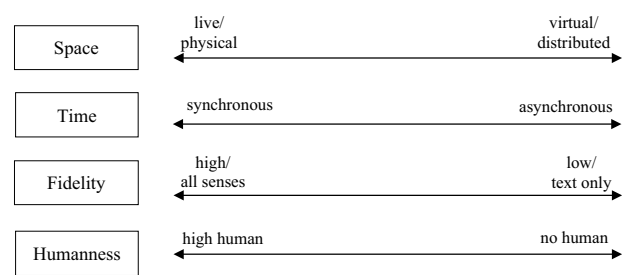 live/
physical
virtual/
distributed
Space
synchronous
asynchronous
Time
high/
all senses
low/
text only
Fidelity
high human
no human
Humanness